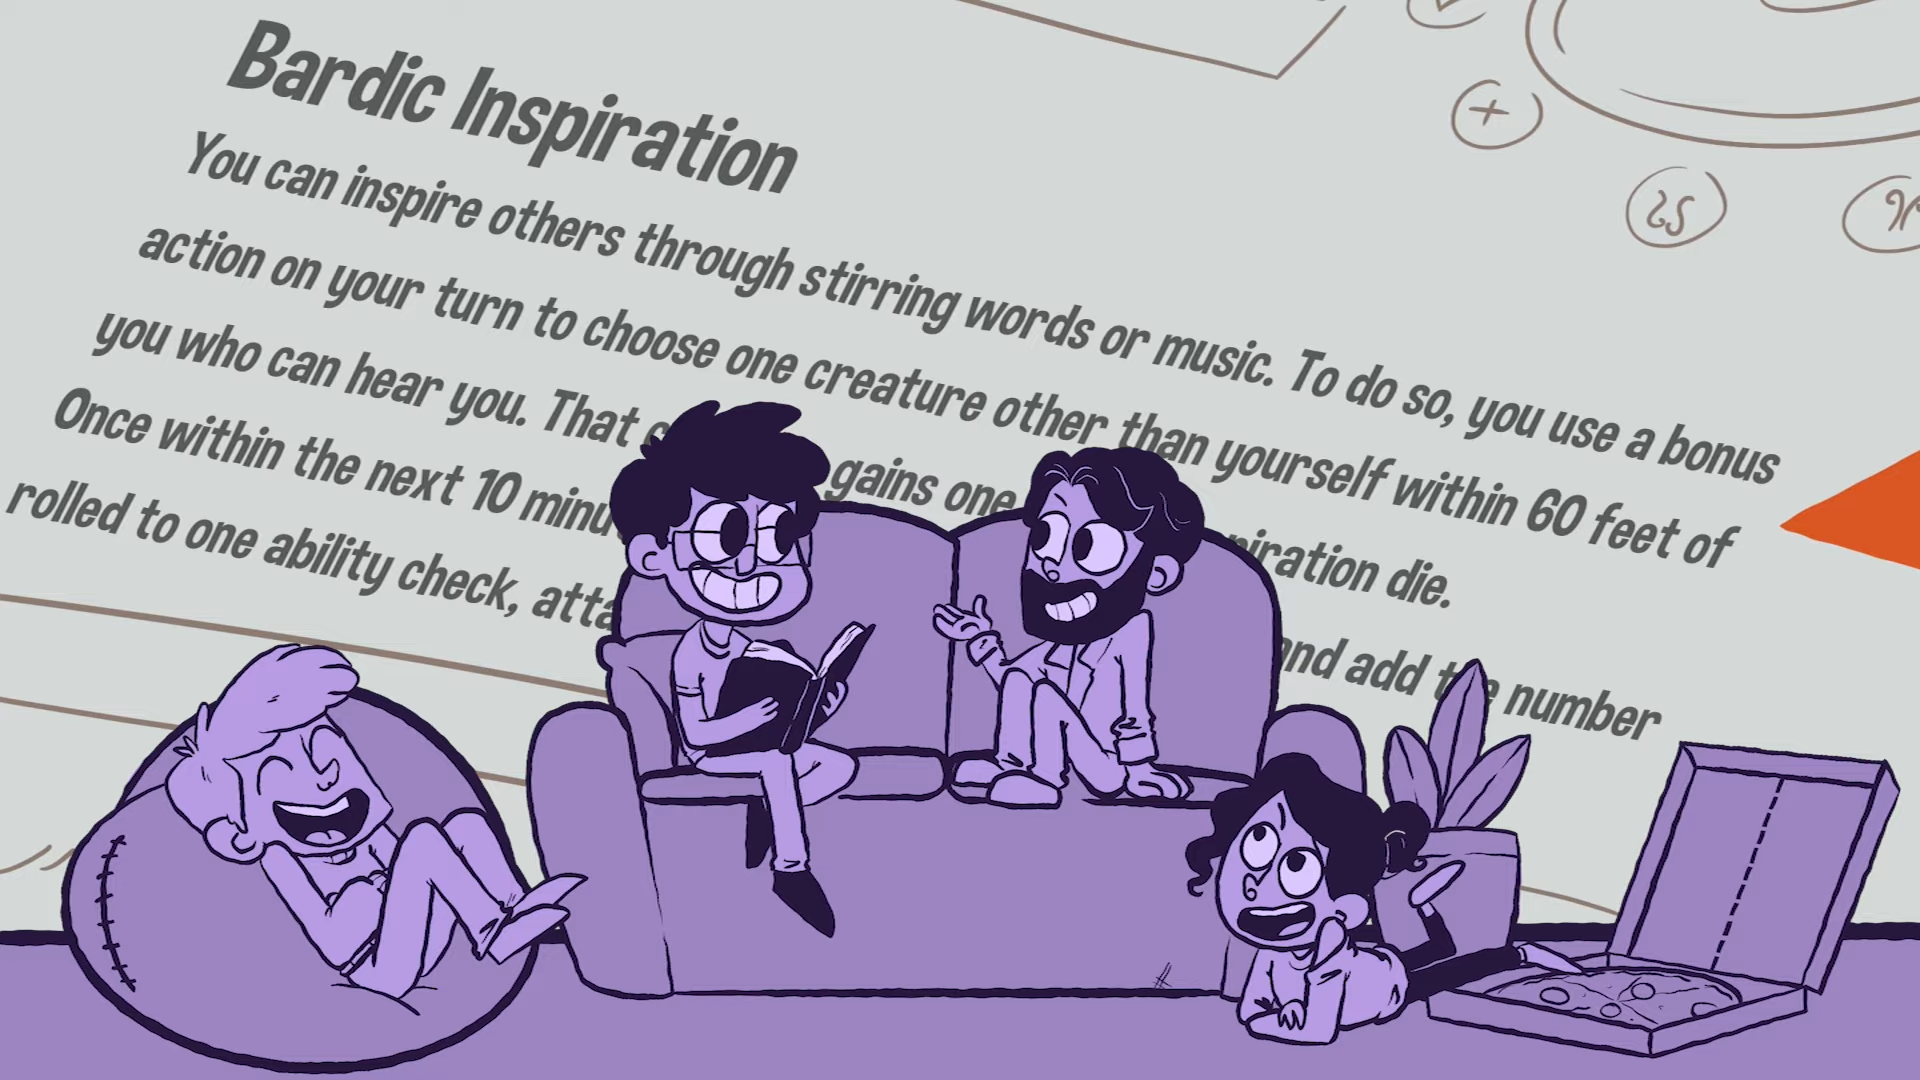 Bardic Inspiration
You can inspire others through stirring words or music. To do so, you use a bonus
action on your turn to choose one creature other than yourself within 60 feet of
you who can hear you. That gains one die.
Once within the next 10 and add the number
rolled to one ability check,
+
25